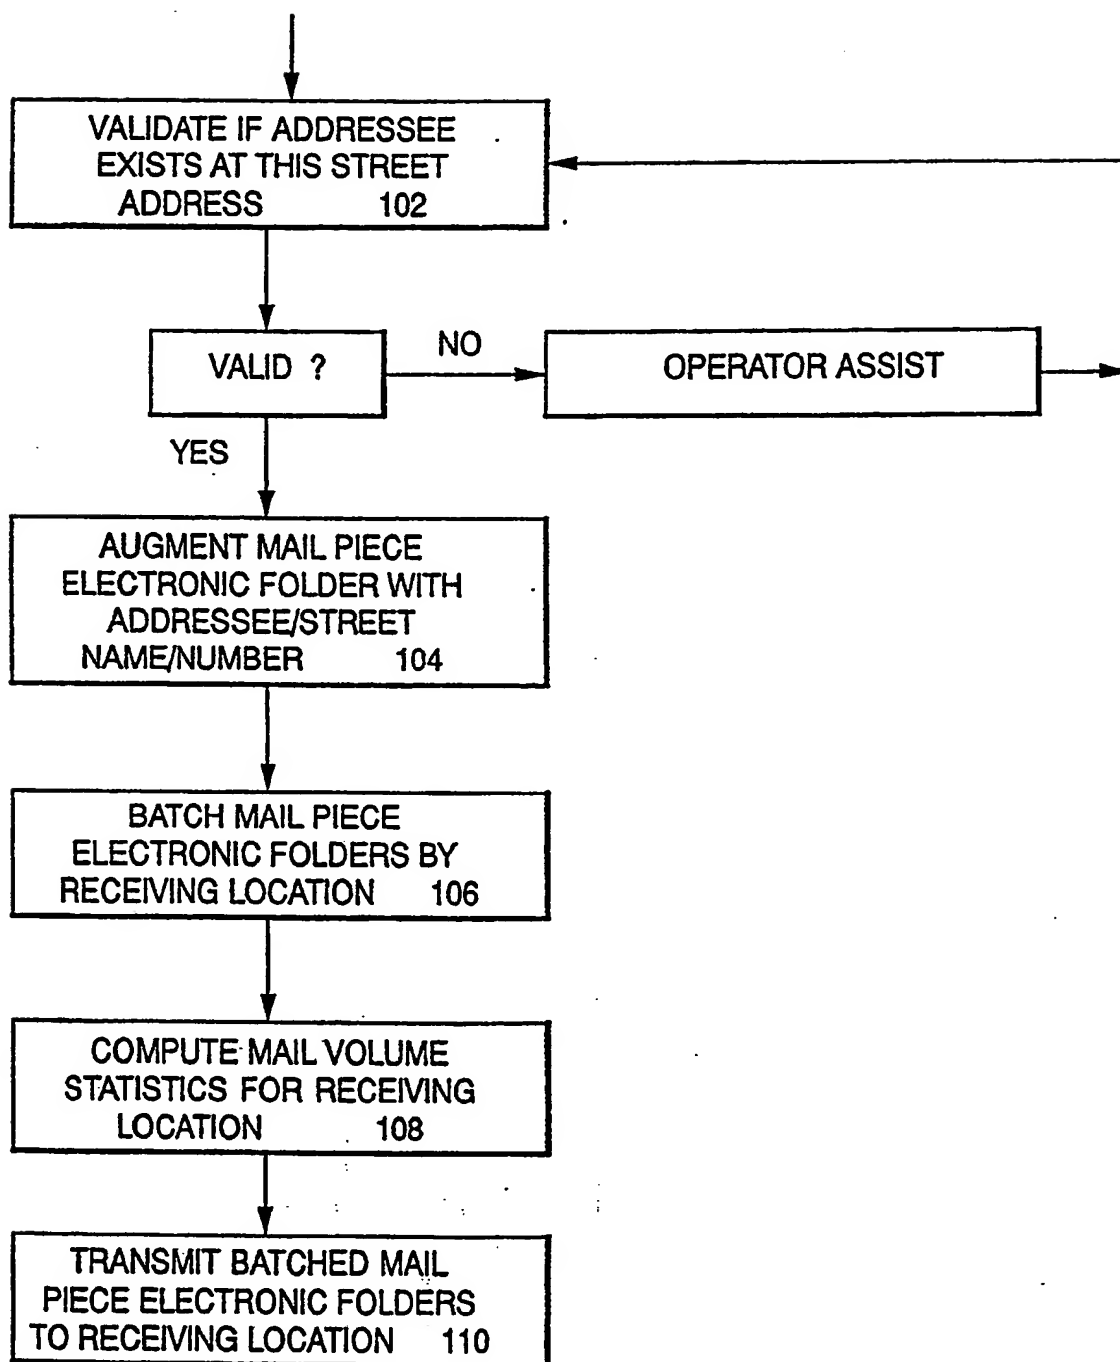 VALIDATE IF ADDRESSEE
EXISTS AT THIS STREET
ADDRESS 102
VALID ?
NO
OPERATOR ASSIST
YES
AUGMENT MAIL PIECE
ELECTRONIC FOLDER WITH
ADDRESSEE/STREET
NAME/NUMBER 104
BATCH MAIL PIECE
ELECTRONIC FOLDERS BY
RECEIVING LOCATION 106
COMPUTE MAIL VOLUME
STATISTICS FOR RECEIVING
LOCATION 108
TRANSMIT BATCHED MAIL
PIECE ELECTRONIC FOLDERS
TO RECEIVING LOCATION 110